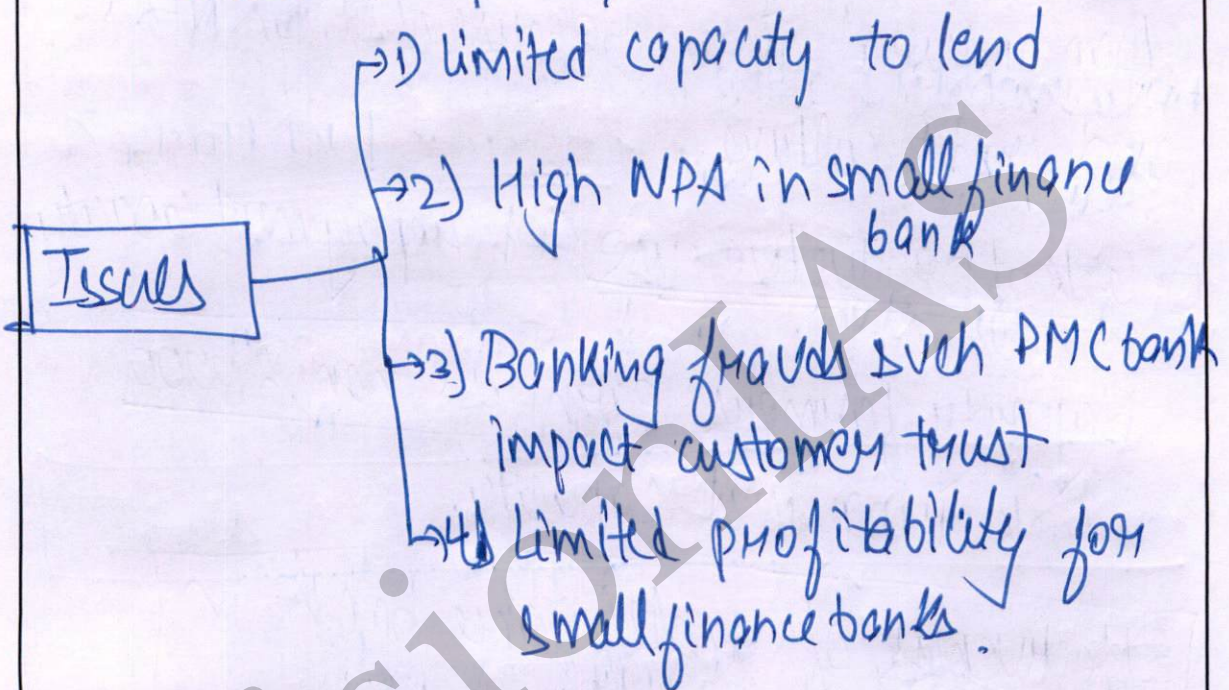 1) limited capacity to lend
2) High NPA in small finance
bank
Issues
3) Banking frauds such PMC bank
impact customer trust
4) limited profitability for
small finance banks.
sionIAS